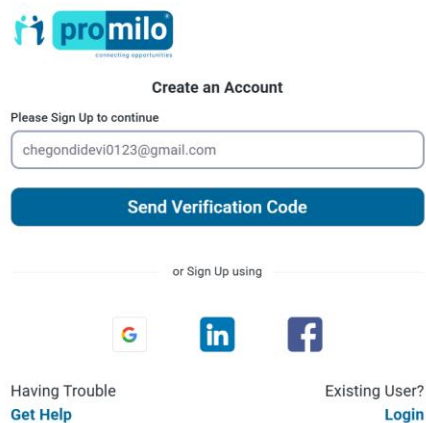 promilo
connecting opportunities
Create an Account
Please Sign Up to continue
chegondidevi0123@gmail.com
Send Verification Code
or Sign Up using
G
in
f
Having Trouble
Existing User?
Get Help
Login